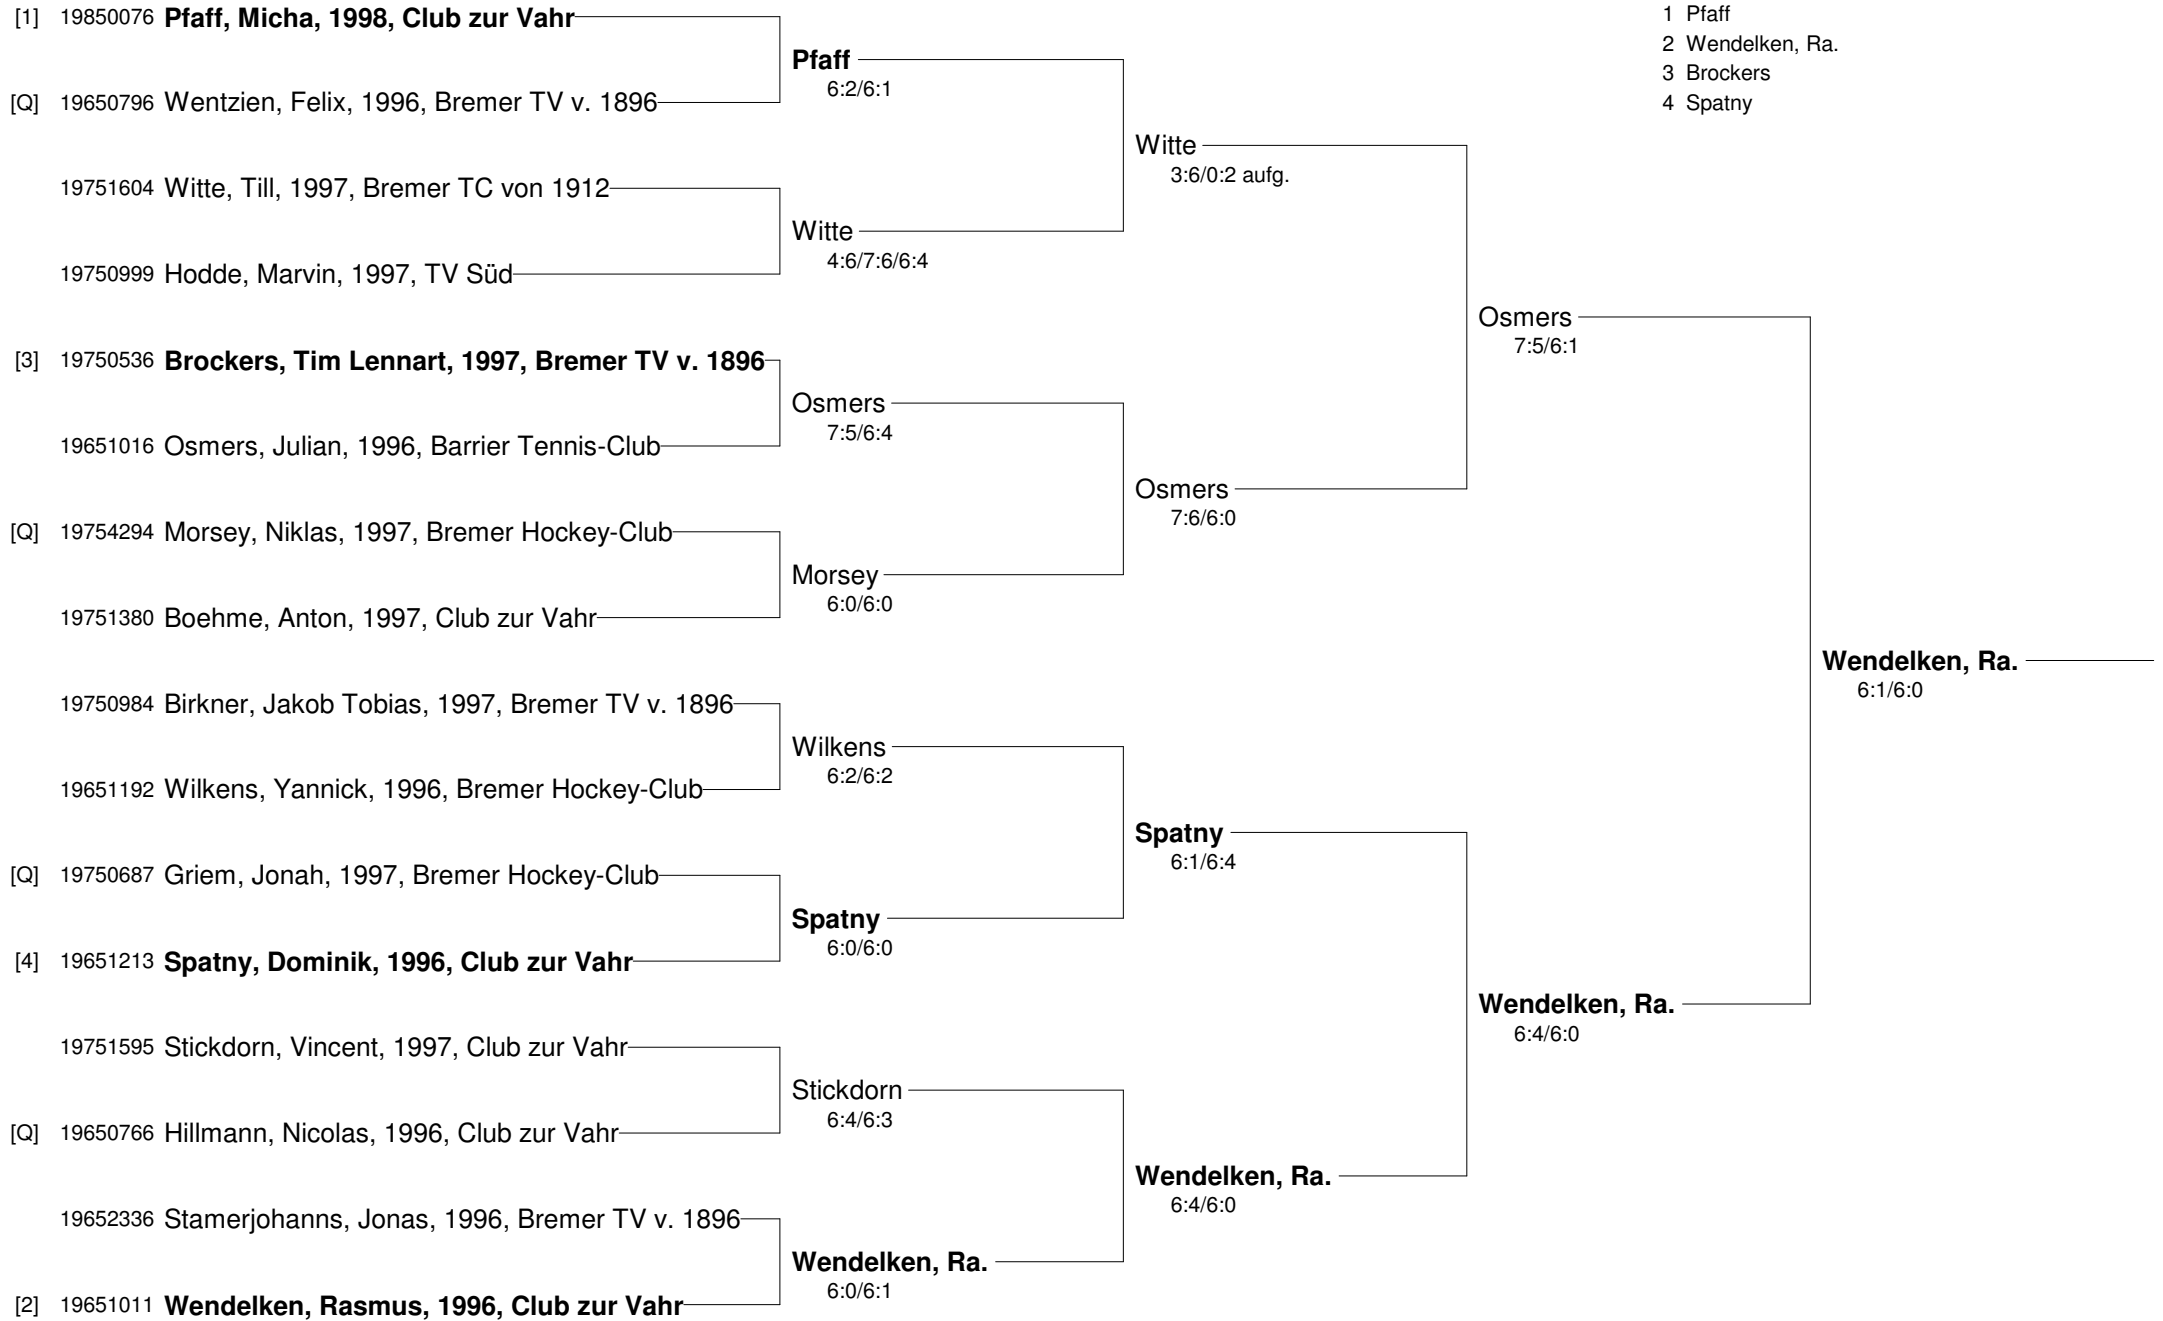 [1] 19850076 Pfaff, Micha, 1998, Club zur Vahr
[Q] 19650796 Wentzien, Felix, 1996, Bremer TV v. 1896
19751604 Witte, Till, 1997, Bremer TC von 1912
19750999 Hodde, Marvin, 1997, TV Süd
[3] 19750536 Brockers, Tim Lennart, 1997, Bremer TV v. 1896
19651016 Osmers, Julian, 1996, Barrier Tennis-Club
[Q] 19754294 Morsey, Niklas, 1997, Bremer Hockey-Club
19751380 Boehme, Anton, 1997, Club zur Vahr
19750984 Birkner, Jakob Tobias, 1997, Bremer TV v. 1896
19651192 Wilkens, Yannick, 1996, Bremer Hockey-Club
[Q] 19750687 Griem, Jonah, 1997, Bremer Hockey-Club
[4] 19651213 Spatny, Dominik, 1996, Club zur Vahr
19751595 Stickdorn, Vincent, 1997, Club zur Vahr
[Q] 19650766 Hillmann, Nicolas, 1996, Club zur Vahr
19652336 Stamerjohanns, Jonas, 1996, Bremer TV v. 1896
[2] 19651011 Wendelken, Rasmus, 1996, Club zur Vahr
Pfaff
6:2/6:1
Witte
4:6/7:6/6:4
Osmers
7:5/6:4
Morsey
6:0/6:0
Wilkens
6:2/6:2
Spatny
6:0/6:0
Stickdorn
6:4/6:3
Wendelken, Ra.
6:0/6:1
Witte
3:6/0:2 aufg.
Osmers
7:6/6:0
Spatny
6:1/6:4
Wendelken, Ra.
6:4/6:0
Osmers
7:5/6:1
Wendelken, Ra.
6:4/6:0
Wendelken, Ra.
6:1/6:0
1 Pfaff
2 Wendelken, Ra.
3 Brockers
4 Spatny